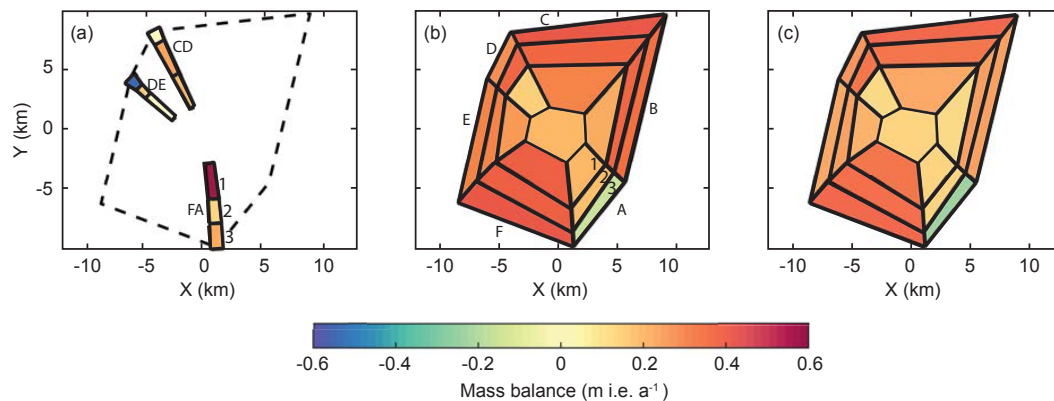 (a)
CD
DE
FA
1
2
3
5
0
-5
-10
-5
0
5
10
X (km)
Y (km)
(b)
C
D
E
B
1
2
3
A
F
-10
-5
0
5
10
X (km)
(c)
-10
-5
0
5
10
X (km)
-0.6
-0.4
-0.2
0
0.2
0.4
0.6
Mass balance (m i.e. a⁻¹)